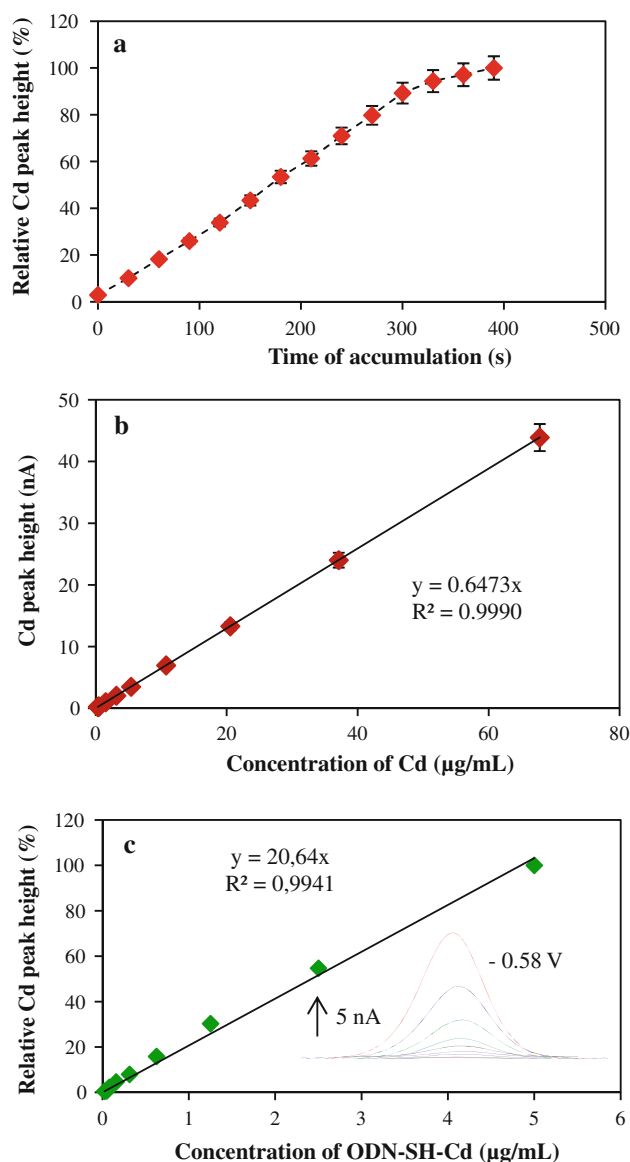 a
Relative Cd peak height (%)
120
100
80
60
40
20
0
0 100 200 300 400 500
Time of accumulation (s)
b
Cd peak height (nA)
50
40
30
20
10
0
y = 0.6473x
R² = 0.9990
0 20 40 60 80
Concentration of Cd (µg/mL)
c
Relative Cd peak height (%)
120
100
80
60
40
20
0
y = 20,64x
R² = 0,9941
- 0.58 V
5 nA
0 1 2 3 4 5 6
Concentration of ODN-SH-Cd (µg/mL)